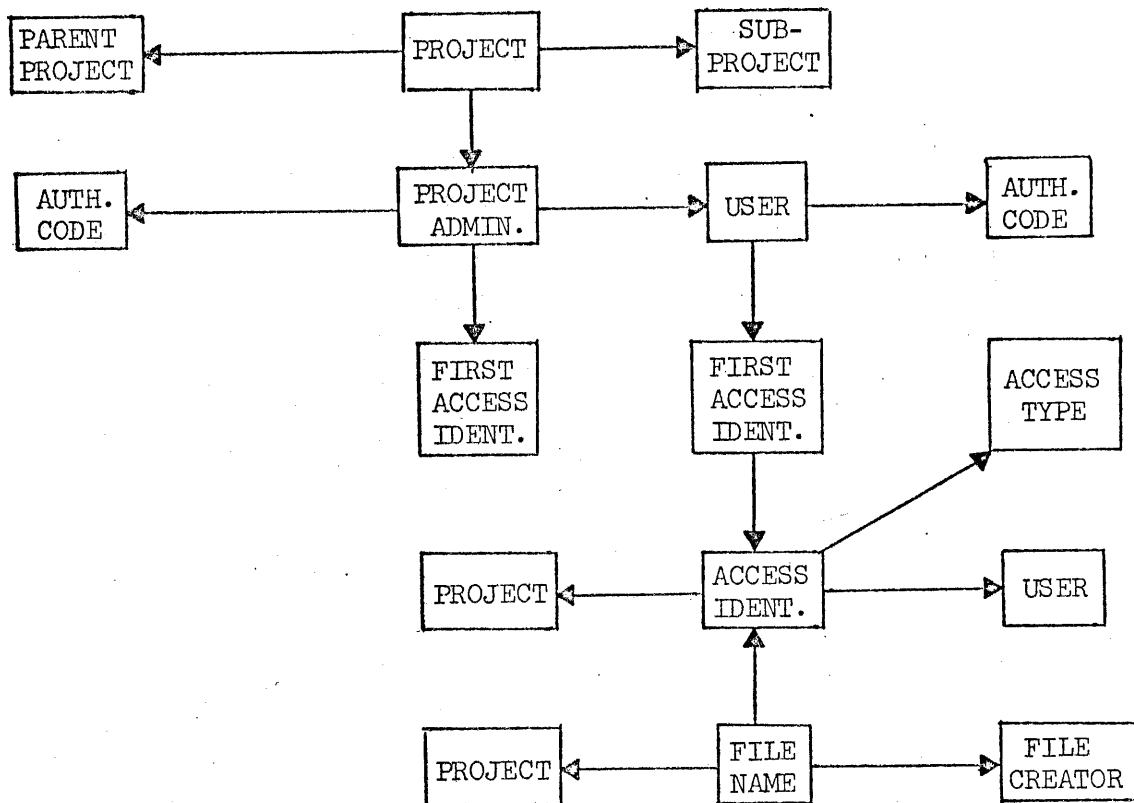 PARENT
PROJECT
PROJECT
SUB-
PROJECT
AUTH.
CODE
PROJECT
ADMIN.
USER
AUTH.
CODE
FIRST
ACCESS
IDENT.
FIRST
ACCESS
IDENT.
ACCESS
TYPE
PROJECT
ACCESS
IDENT.
USER
PROJECT
FILE
NAME
FILE
CREATOR